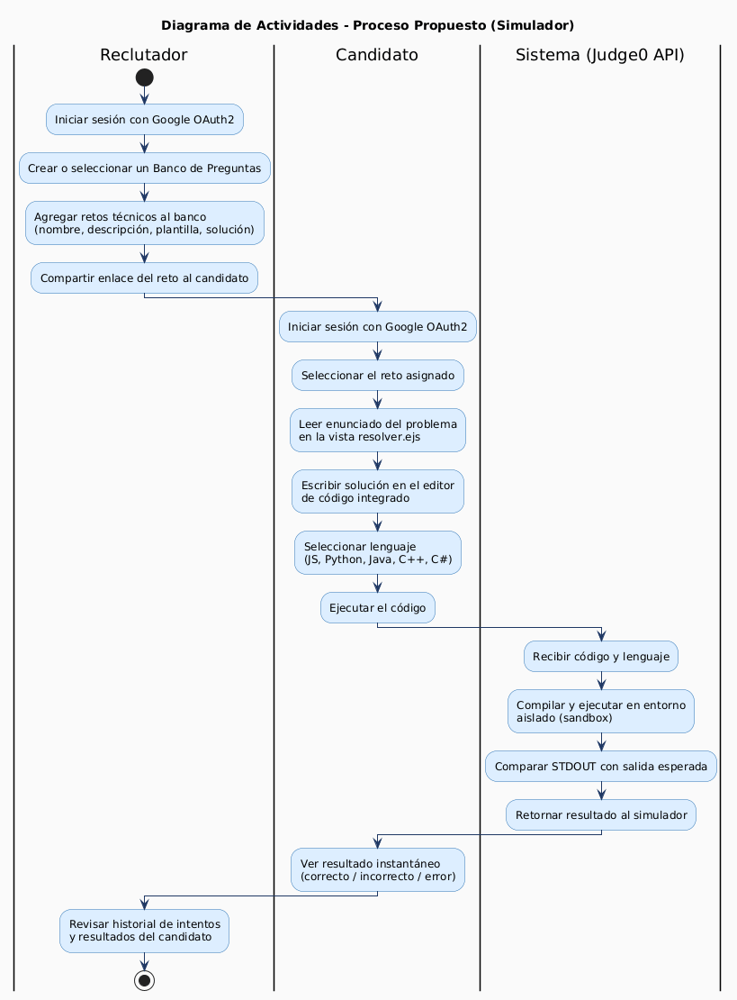 Diagrama de Actividades - Proceso Propuesto (Simulador)
Reclutador
Candidato
Sistema (Judge0 API)
Iniciar sesión con Google OAuth2
Crear o seleccionar un Banco de Preguntas
Agregar retos técnicos al banco
(nombre, descripción, plantilla, solución)
Compartir enlace del reto al candidato
Iniciar sesión con Google OAuth2
Seleccionar el reto asignado
Leer enunciado del problema
en la vista resolver.ejs
Escribir solución en el editor
de código integrado
Seleccionar lenguaje
(JS, Python, Java, C++, C#)
Ejecutar el código
Recibir código y lenguaje
Compilar y ejecutar en entorno
aislado (sandbox)
Comparar STDOUT con salida esperada
Retornar resultado al simulador
Ver resultado instantáneo
(correcto / incorrecto / error)
Revisar historial de intentos
y resultados del candidato